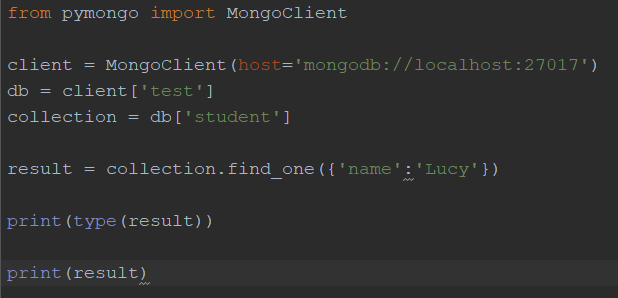 from pymongo import MongoClient
client = MongoClient(host='mongodb://localhost:27017')
db = client['test']
collection = db['student']
result = collection.find_one({'name':'Lucy'})
print(type(result))
print(result)